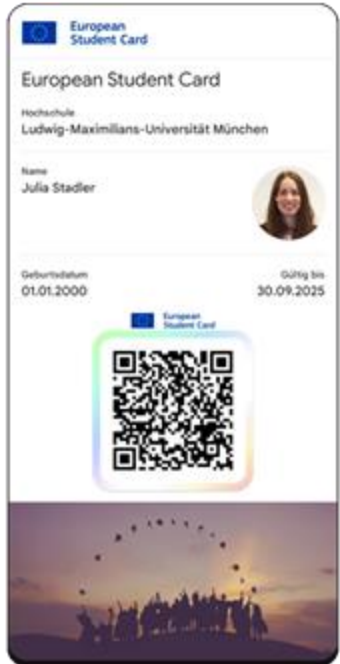 European
Student Card
European Student Card
Hochschule
Ludwig-Maximilians-Universität München
Name
Julia Stadler
Geburtsdatum
Gültig bis
01.01.2000
30.09.2025
European
Student Card